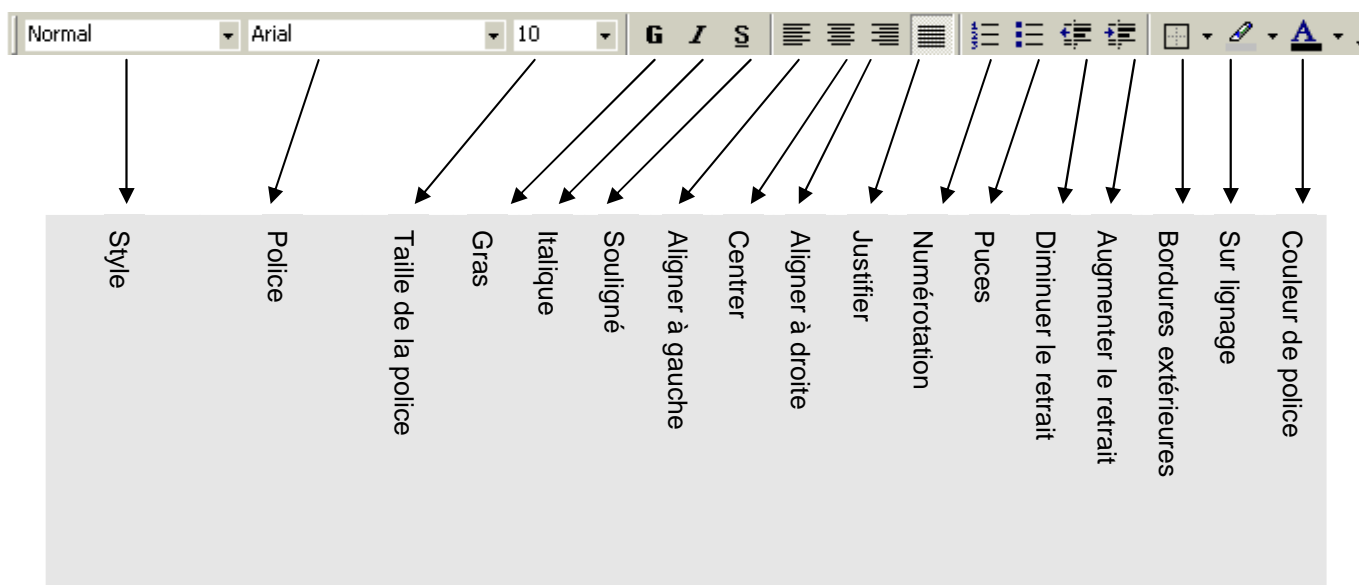 Normal Arial 10 G I S
Style
Police
Taille de la police
Gras
Italique
Souligné
Aligner à gauche
Centrer
Aligner à droite
Justifier
Numérotation
Puces
Diminuer le retrait
Augmenter le retrait
Bordures extérieures
Sur lignage
Couleur de police